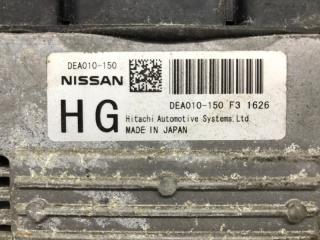 DEA010-150
NISSAN
HG
DEA010-150 F3 1626
Hitachi Automotive Systems,Ltd.
MADE IN JAPAN